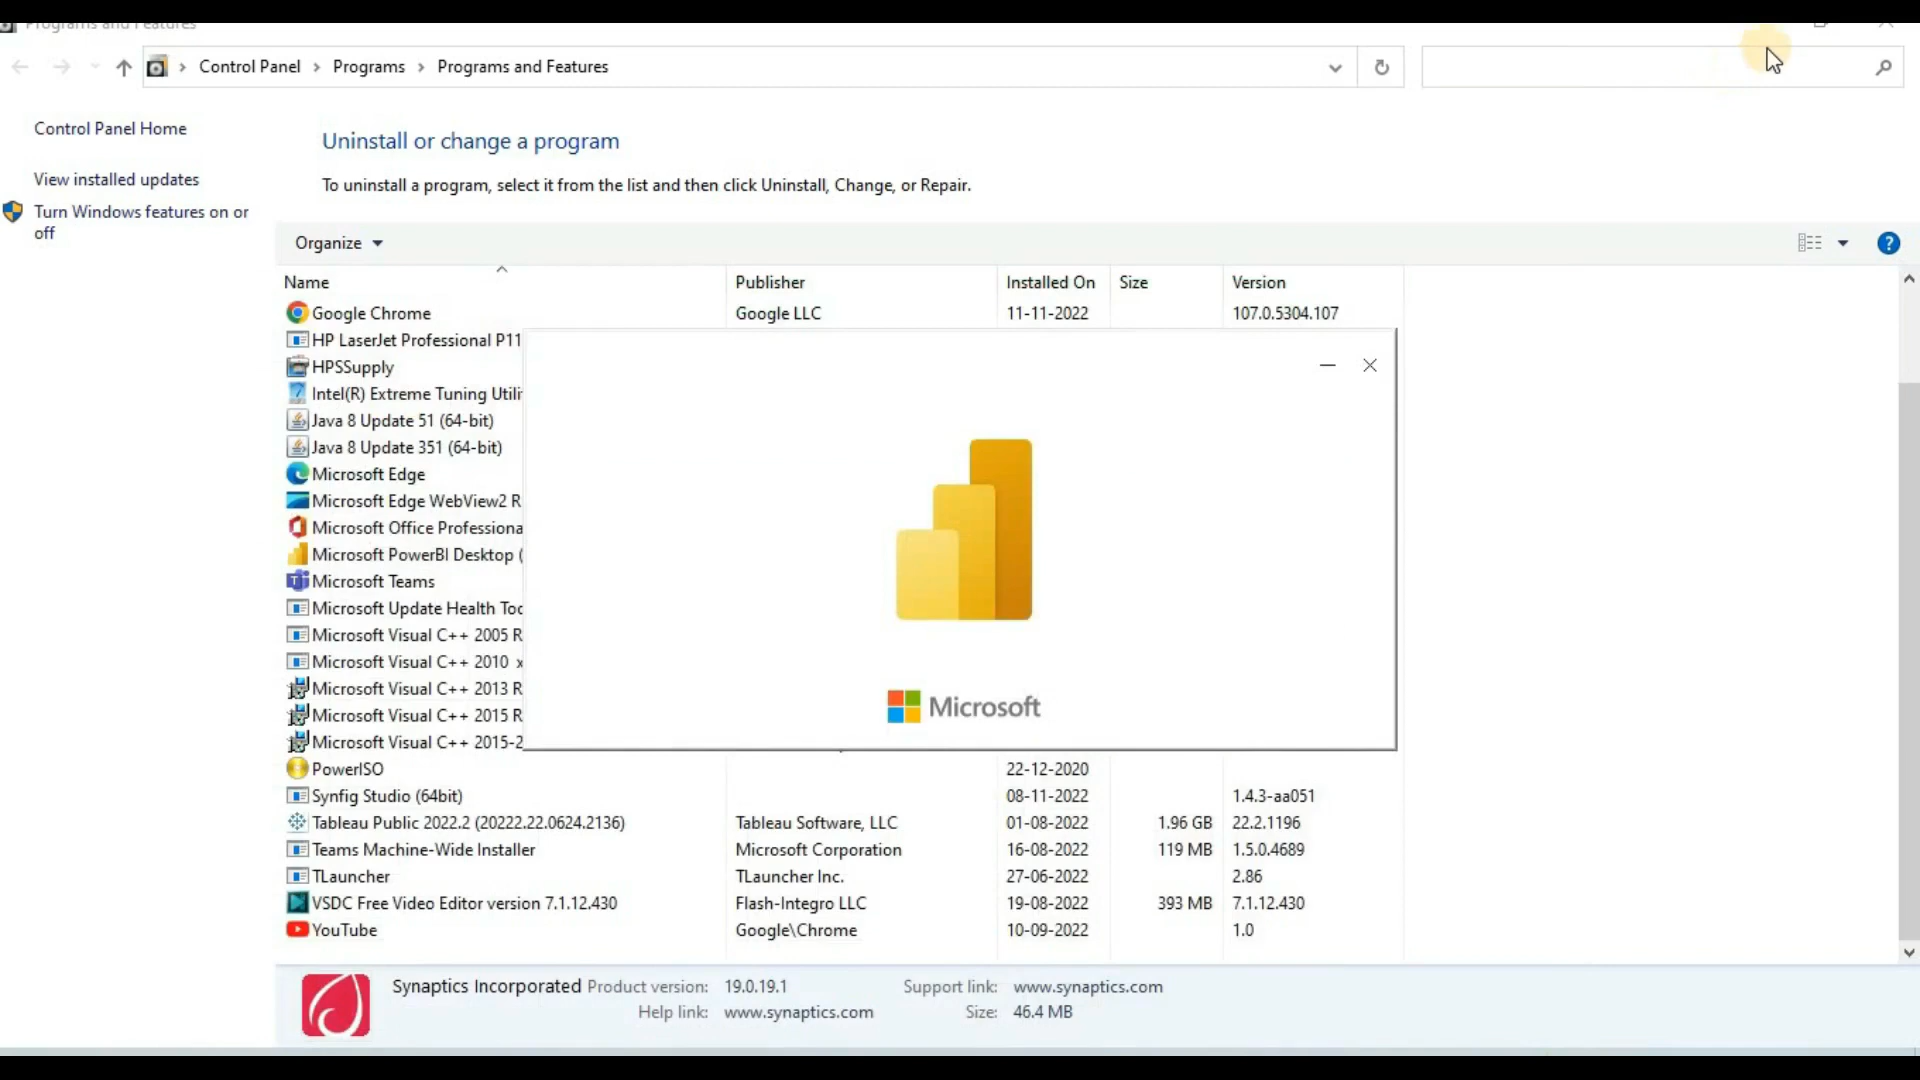 Programs and Features
Control Panel > Programs > Programs and Features
Control Panel Home
View installed updates
Turn Windows features on or
off
Uninstall or change a program
To uninstall a program, select it from the list and then click Uninstall, Change, or Repair.
Organize
Name Publisher Installed On Size Version
Google Chrome Google LLC 11-11-2022 107.0.5304.107
HP LaserJet Professional P11
HPSSupply
Intel(R) Extreme Tuning Utili
Java 8 Update 51 (64-bit)
Java 8 Update 351 (64-bit)
Microsoft Edge
Microsoft Edge WebView2 R
Microsoft Office Professiona
Microsoft PowerBI Desktop (
Microsoft Teams
Microsoft Update Health Too
Microsoft Visual C++ 2005 R
Microsoft Visual C++ 2010 x
Microsoft Visual C++ 2013 R
Microsoft Visual C++ 2015 R
Microsoft Visual C++ 2015-2
Microsoft
PowerISO 22-12-2020
Synfig Studio (64bit) 08-11-2022 1.4.3-aa051
Tableau Public 2022.2 (20222.22.0624.2136) Tableau Software, LLC 01-08-2022 1.96 GB 22.2.1196
Teams Machine-Wide Installer Microsoft Corporation 16-08-2022 119 MB 1.5.0.4689
TLauncher TLauncher Inc. 27-06-2022 2.86
VSDC Free Video Editor version 7.1.12.430 Flash-Integro LLC 19-08-2022 393 MB 7.1.12.430
YouTube Google\Chrome 10-09-2022 1.0
Synaptics Incorporated Product version: 19.0.19.1 Support link: www.synaptics.com
Help link: www.synaptics.com Size: 46.4 MB